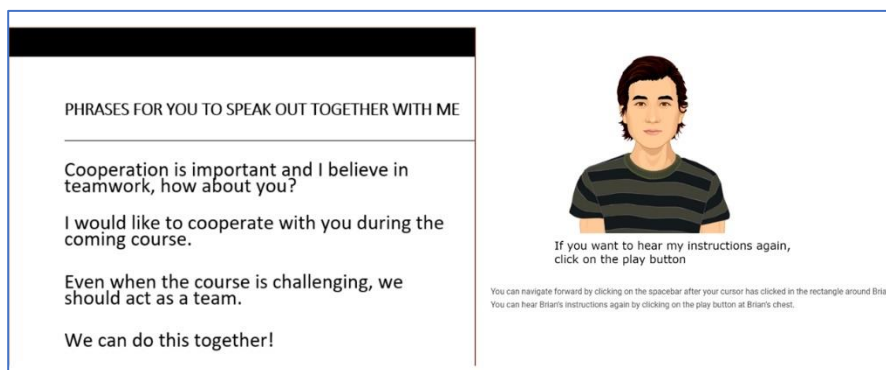 PHRASES FOR YOU TO SPEAK OUT TOGETHER WITH ME
Cooperation is important and I believe in
teamwork, how about you?
I would like to cooperate with you during the
coming course.
Even when the course is challenging, we
should act as a team.
We can do this together!
If you want to hear my instructions again,
click on the play button
You can navigate forward by clicking on the spacebar after your cursor has clicked in the rectangle around
You can hear Brian's instructions again by clicking on the play button at Brian's chest.